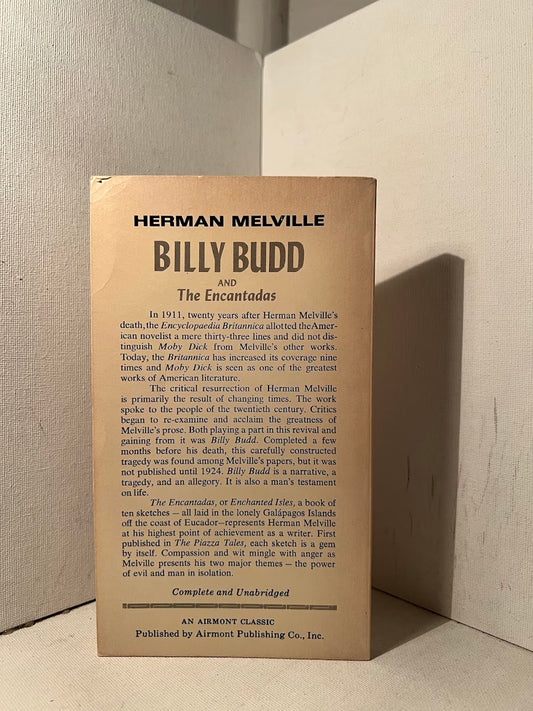 HERMAN MELVILLE
BILLY BUDD
AND
The Encantadas
In 1911, twenty years after Herman Melville's
death, the Encyclopaedia Britannica allotted the Amer-
ican novelist a mere thirty-three lines and did not dis-
tinguish Moby Dick from Melville's other works.
Today, the Britannica has increased its coverage nine
times and Moby Dick is seen as one of the greatest
works of American literature.
The critical resurrection of Herman Melville
is primarily the result of changing times. The work
spoke to the people of the twentieth century. Critics
began to re-examine and acclaim the greatness of
Melville's prose. Both playing a part in this revival and
gaining from it was Billy Budd. Completed a few
months before his death, this carefully constructed
tragedy was found among Melville's papers, but it was
not published until 1924. Billy Budd is a narrative, a
tragedy, and an allegory. It is also a man's testament
on life.
The Encantadas, or Enchanted Isles, a book of
ten sketches — all laid in the lonely Galápagos Islands
off the coast of Eucador—represents Herman Melville
at his highest point of achievement as a writer. First
published in The Piazza Tales, each sketch is a gem
by itself. Compassion and wit mingle with anger as
Melville presents his two major themes — the power
of evil and man in isolation.
Complete and Unabridged
AN AIRMONT CLASSIC
Published by Airmont Publishing Co., Inc.